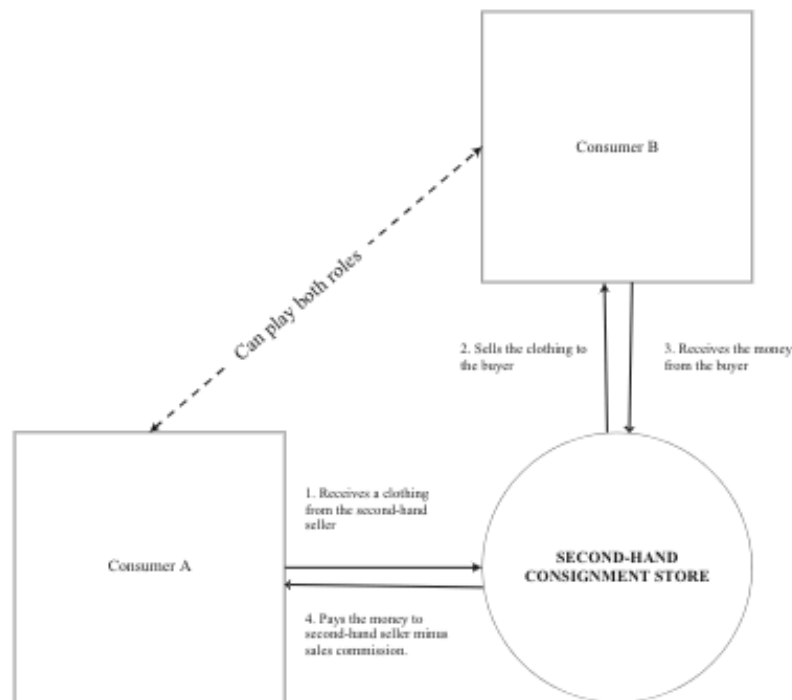 Consumer B
Can play both roles
2. Sells the clothing to
the buyer
3. Receives the money
from the buyer
1. Receives a clothing
from the second-hand
seller
Consumer A
SECOND-HAND
CONSIGNMENT STORE
4. Pays the money to
second-hand seller minus
sales commission.